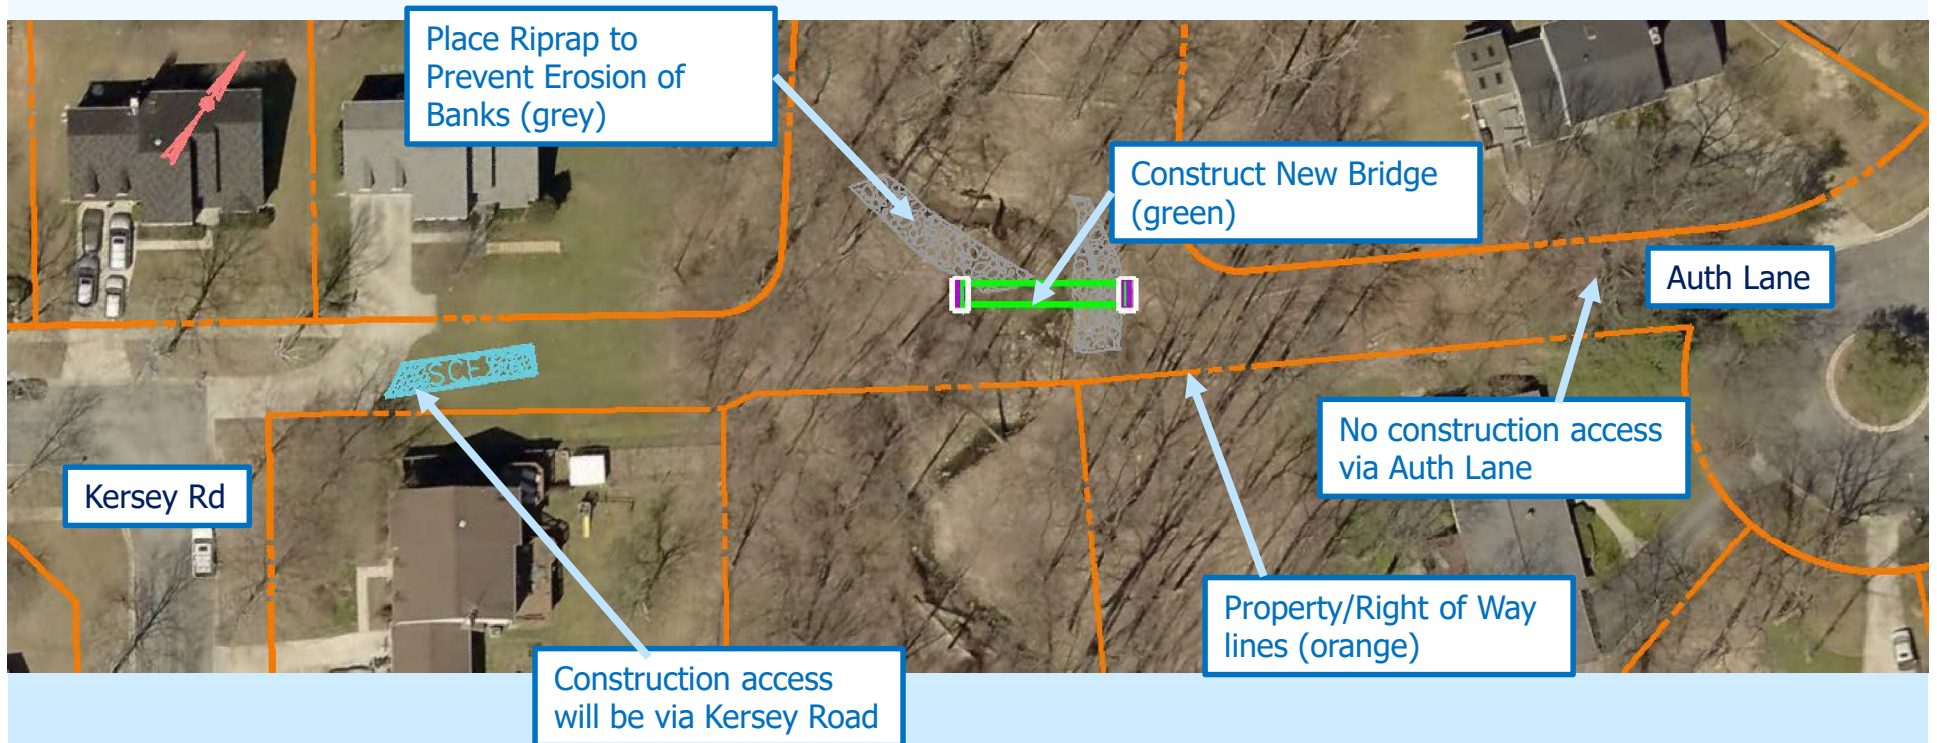 Place Riprap to
Prevent Erosion of
Banks (grey)
Construct New Bridge
(green)
Auth Lane
SCE
No construction access
via Auth Lane
Kersey Rd
Property/Right of Way
lines (orange)
Construction access
will be via Kersey Road